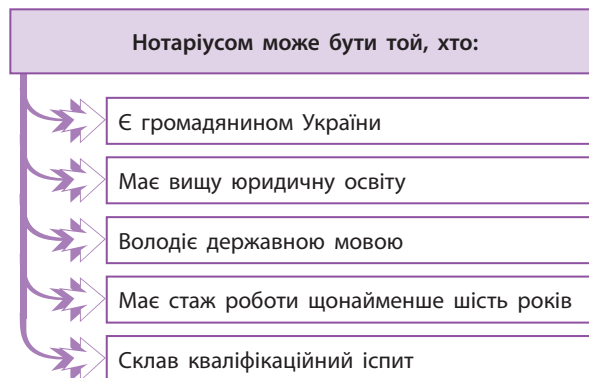 Нотаріусом може бути той, хто:
Є громадянином України
Має вищу юридичну освіту
Володіє державною мовою
Має стаж роботи щонайменше шість років
Склав кваліфікаційний іспит